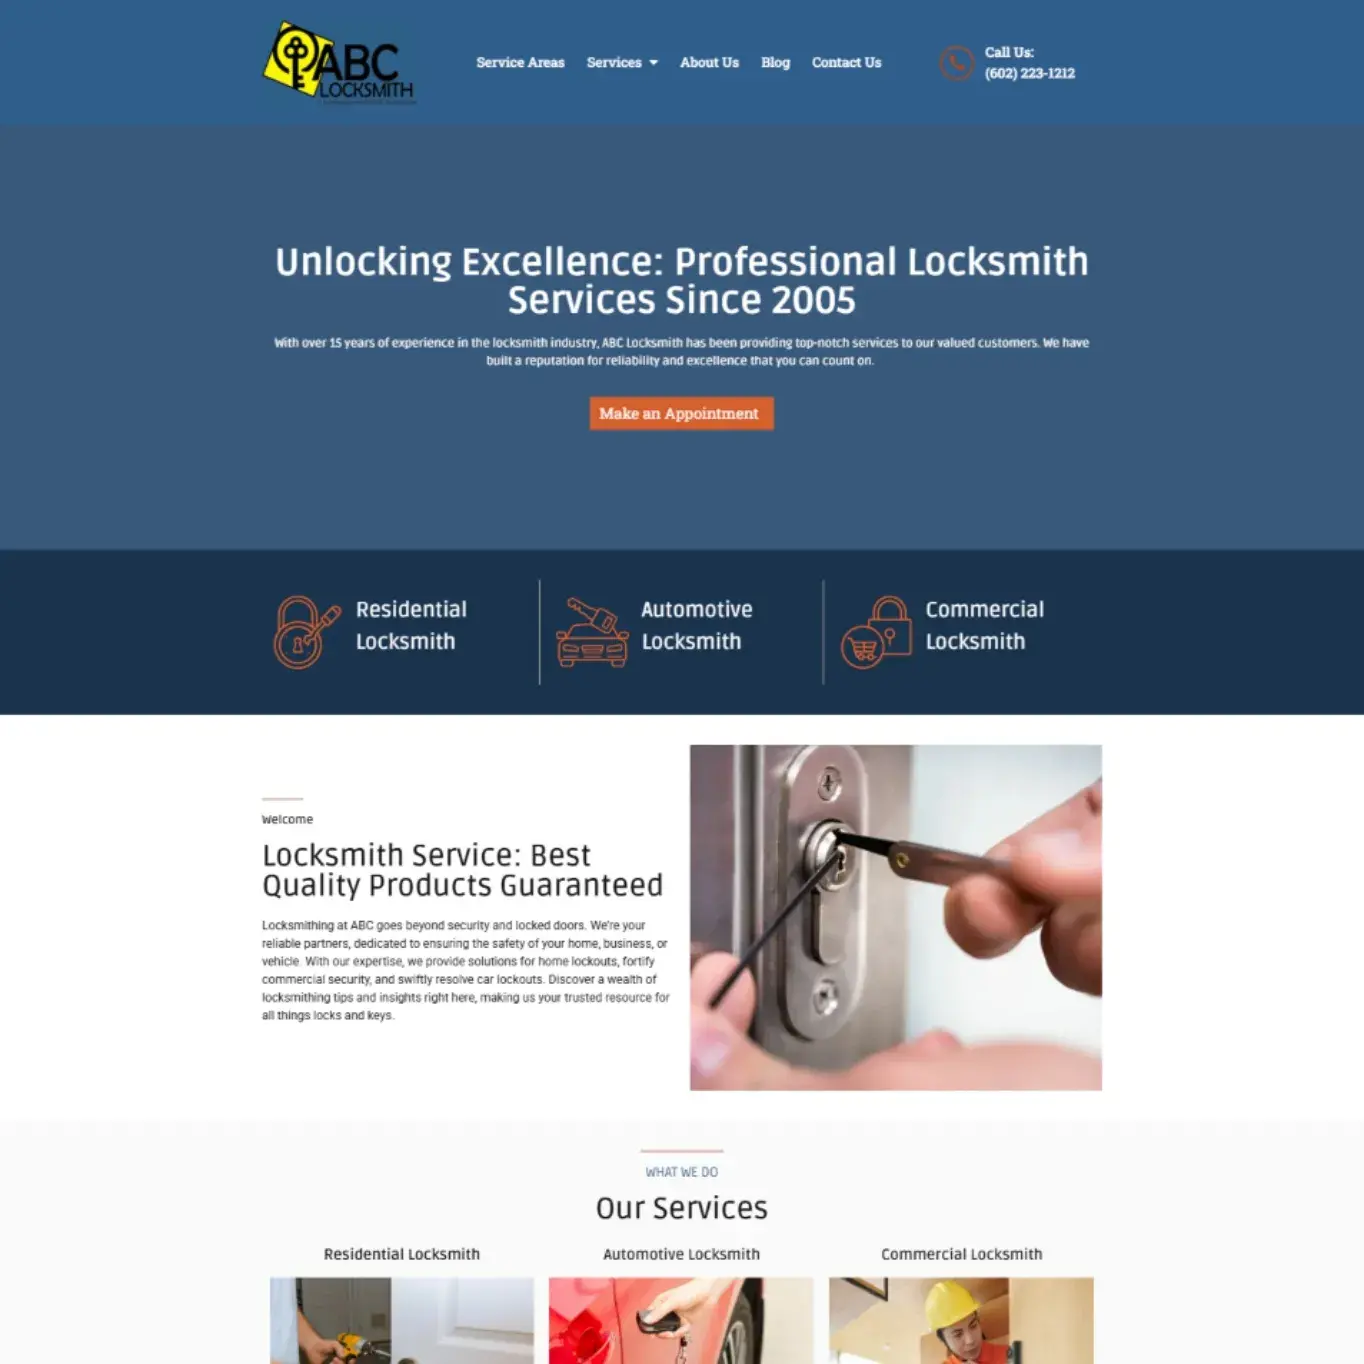 ABC
LOCKSMITH
Service Areas
Services
About Us
Blog
Contact Us
Call Us:
(602) 223-1212
Unlocking Excellence: Professional Locksmith
Services Since 2005
With over 15 years of experience in the locksmith industry, ABC Locksmith has been providing top-notch services to our valued customers. We have
built a reputation for reliability and excellence that you can count on.
Make an Appointment
Residential
Locksmith
Automotive
Locksmith
Commercial
Locksmith
Welcome
Locksmith Service: Best
Quality Products Guaranteed
Locksmithing at ABC goes beyond security and locked doors. We're your
reliable partners, dedicated to ensuring the safety of your home, business, or
vehicle. With our expertise, we provide solutions for home lockouts, fortify
commercial security, and swiftly resolve car lockouts. Discover a wealth of
locksmithing tips and insights right here, making us your trusted resource for
all things locks and keys.
WHAT WE DO
Our Services
Residential Locksmith
Automotive Locksmith
Commercial Locksmith